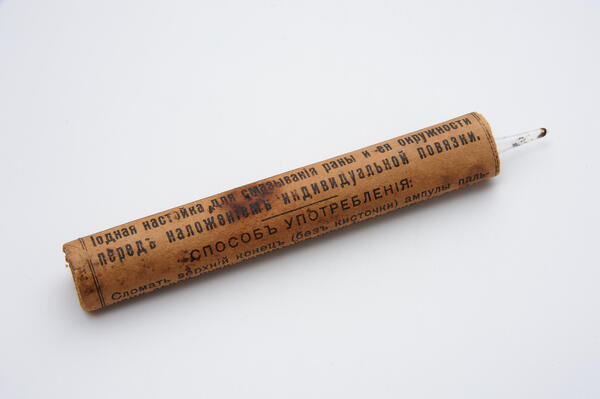 Іодная настойка для смазыванія раны и ея окружности
передъ наложеніемъ индивидуальной повязки.
СПОСОБЪ УПОТРЕБЛЕНІЯ:
Сломать верхній конецъ (безъ кисточки) ампулы паль-